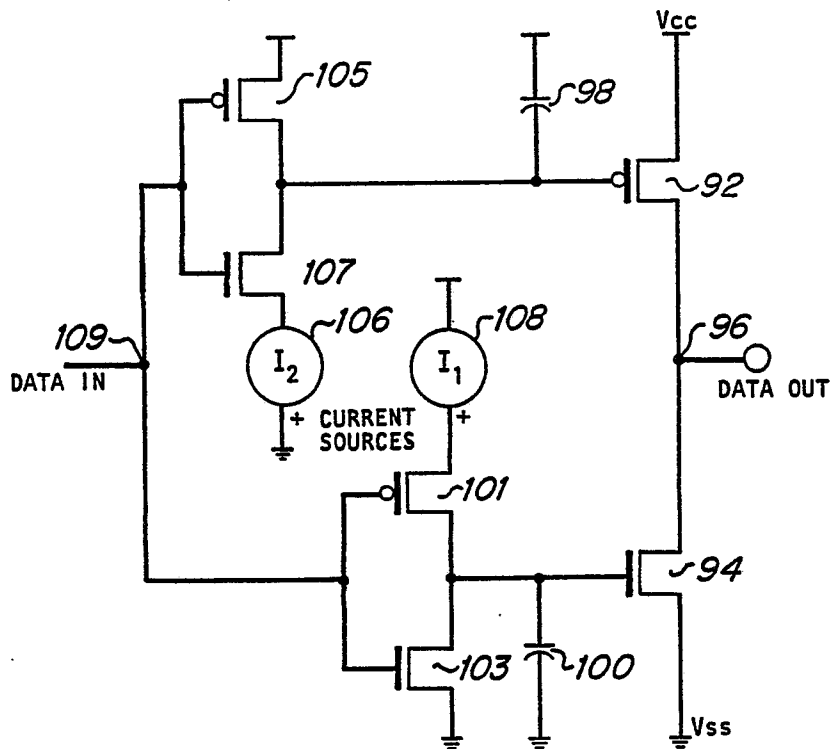 Vcc
105
98
92
107
109
106
108
96
I2
I1
DATA IN
DATA OUT
+ CURRENT
SOURCES
+
101
94
103
100
Vss